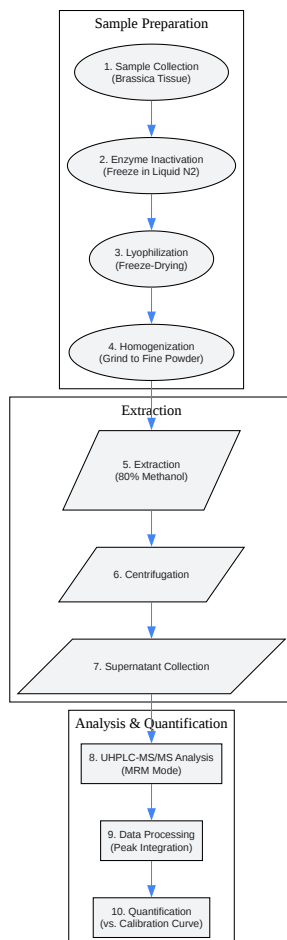 Sample Preparation
1. Sample Collection
(Brassica Tissue)
2. Enzyme Inactivation
(Freeze in Liquid N2)
3. Lyophilization
(Freeze-Drying)
4. Homogenization
(Grind to Fine Powder)
Extraction
5. Extraction
(80% Methanol)
6. Centrifugation
7. Supernatant Collection
Analysis & Quantification
8. UHPLC-MS/MS Analysis
(MRM Mode)
9. Data Processing
(Peak Integration)
10. Quantification
(vs. Calibration Curve)